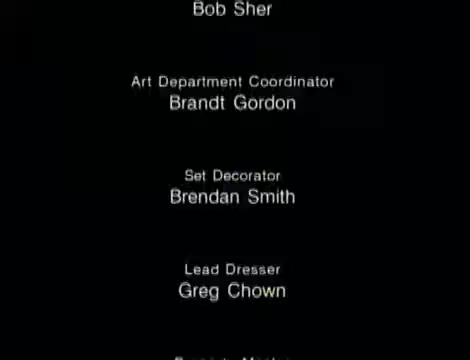 Bob Sher
Art Department Coordinator
Brandt Gordon
Set Decorator
Brendan Smith
Lead Dresser
Greg Chown